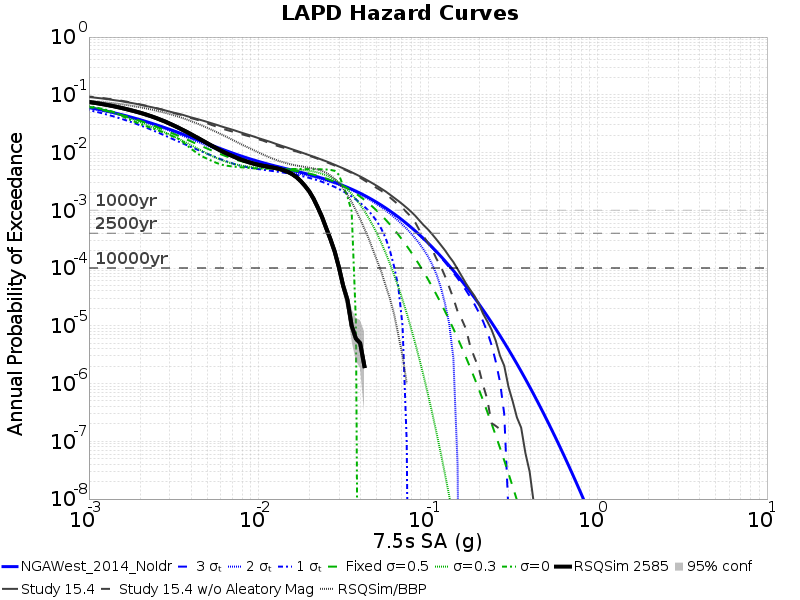 LAPD Hazard Curves
Annual Probability of Exceedance
10^0
10^-1
10^-2
10^-3
10^-4
10^-5
10^-6
10^-7
10^-8
1000yr
2500yr
10000yr
10^-3 10^-2 10^-1 10^0 10^1
7.5s SA (g)
NGAWest_2014_NoIdr 3 σₜ 2 σₜ 1 σₜ Fixed σ=0.5 σ=0.3 σ=0 RSQSim 2585 95% conf
Study 15.4 Study 15.4 w/o Aleatory Mag RSQSim/BBP